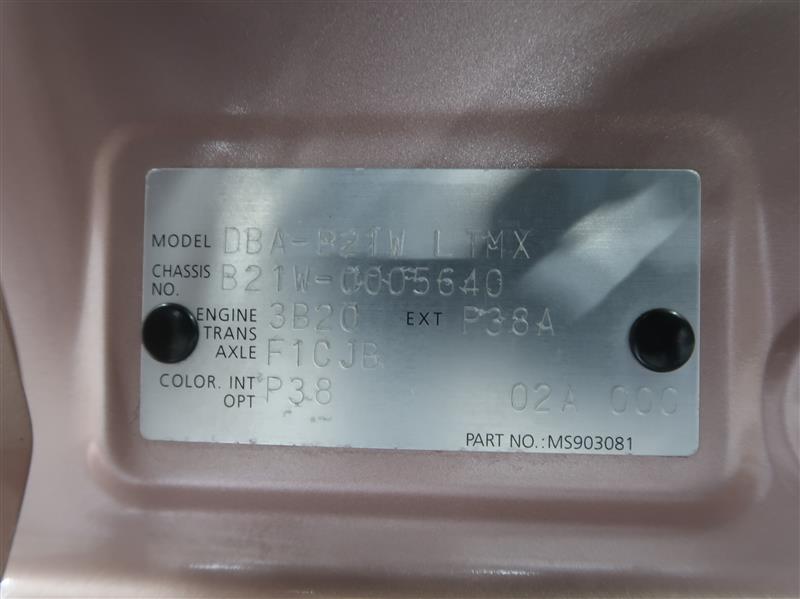 MODEL DBA-B21W LTMX
CHASSIS NO. B21W-0005640
ENGINE 3B20 EXT P38A
TRANS AXLE F1CJB
COLOR. INT P38
OPT 02A 000
PART NO.:MS903081